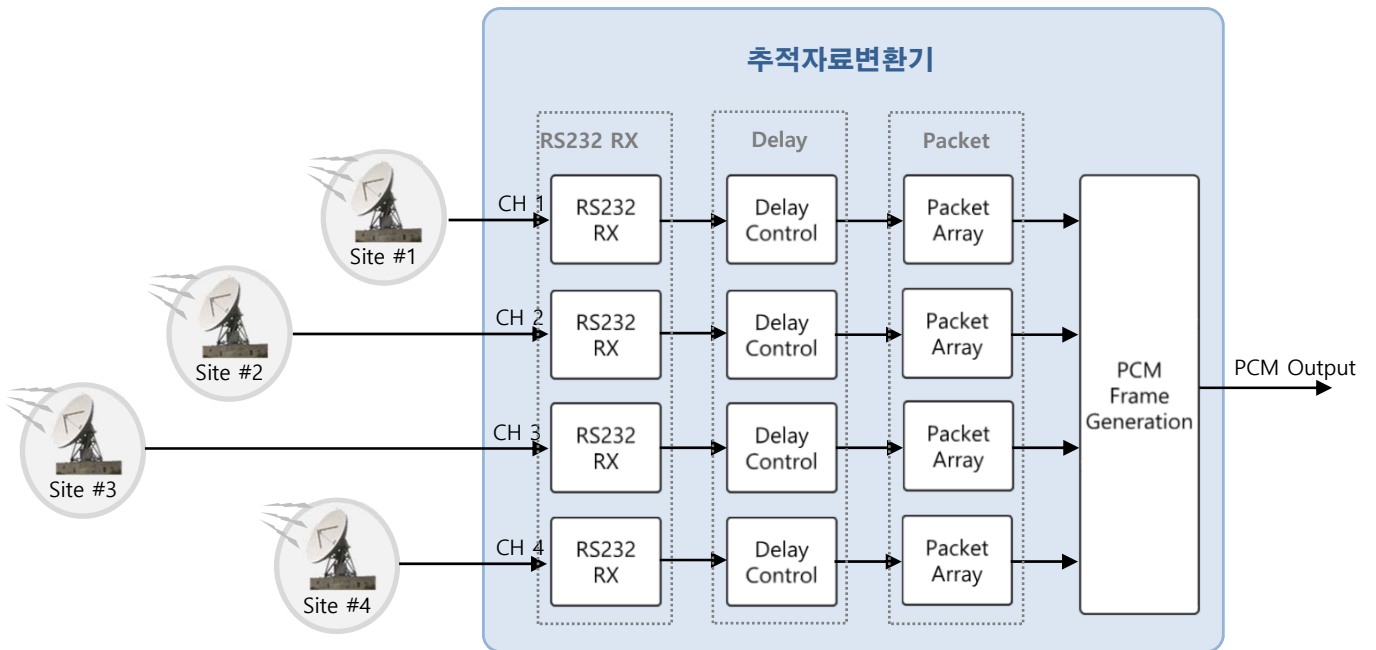 추적자료변환기
RS232 RX
Delay
Packet
CH 1
RS232
RX
Delay
Control
Packet
Array
Site #1
CH 2
RS232
RX
Delay
Control
Packet
Array
Site #2
PCM
Frame
Generation
PCM Output
CH 3
RS232
RX
Delay
Control
Packet
Array
Site #3
CH 4
RS232
RX
Delay
Control
Packet
Array
Site #4